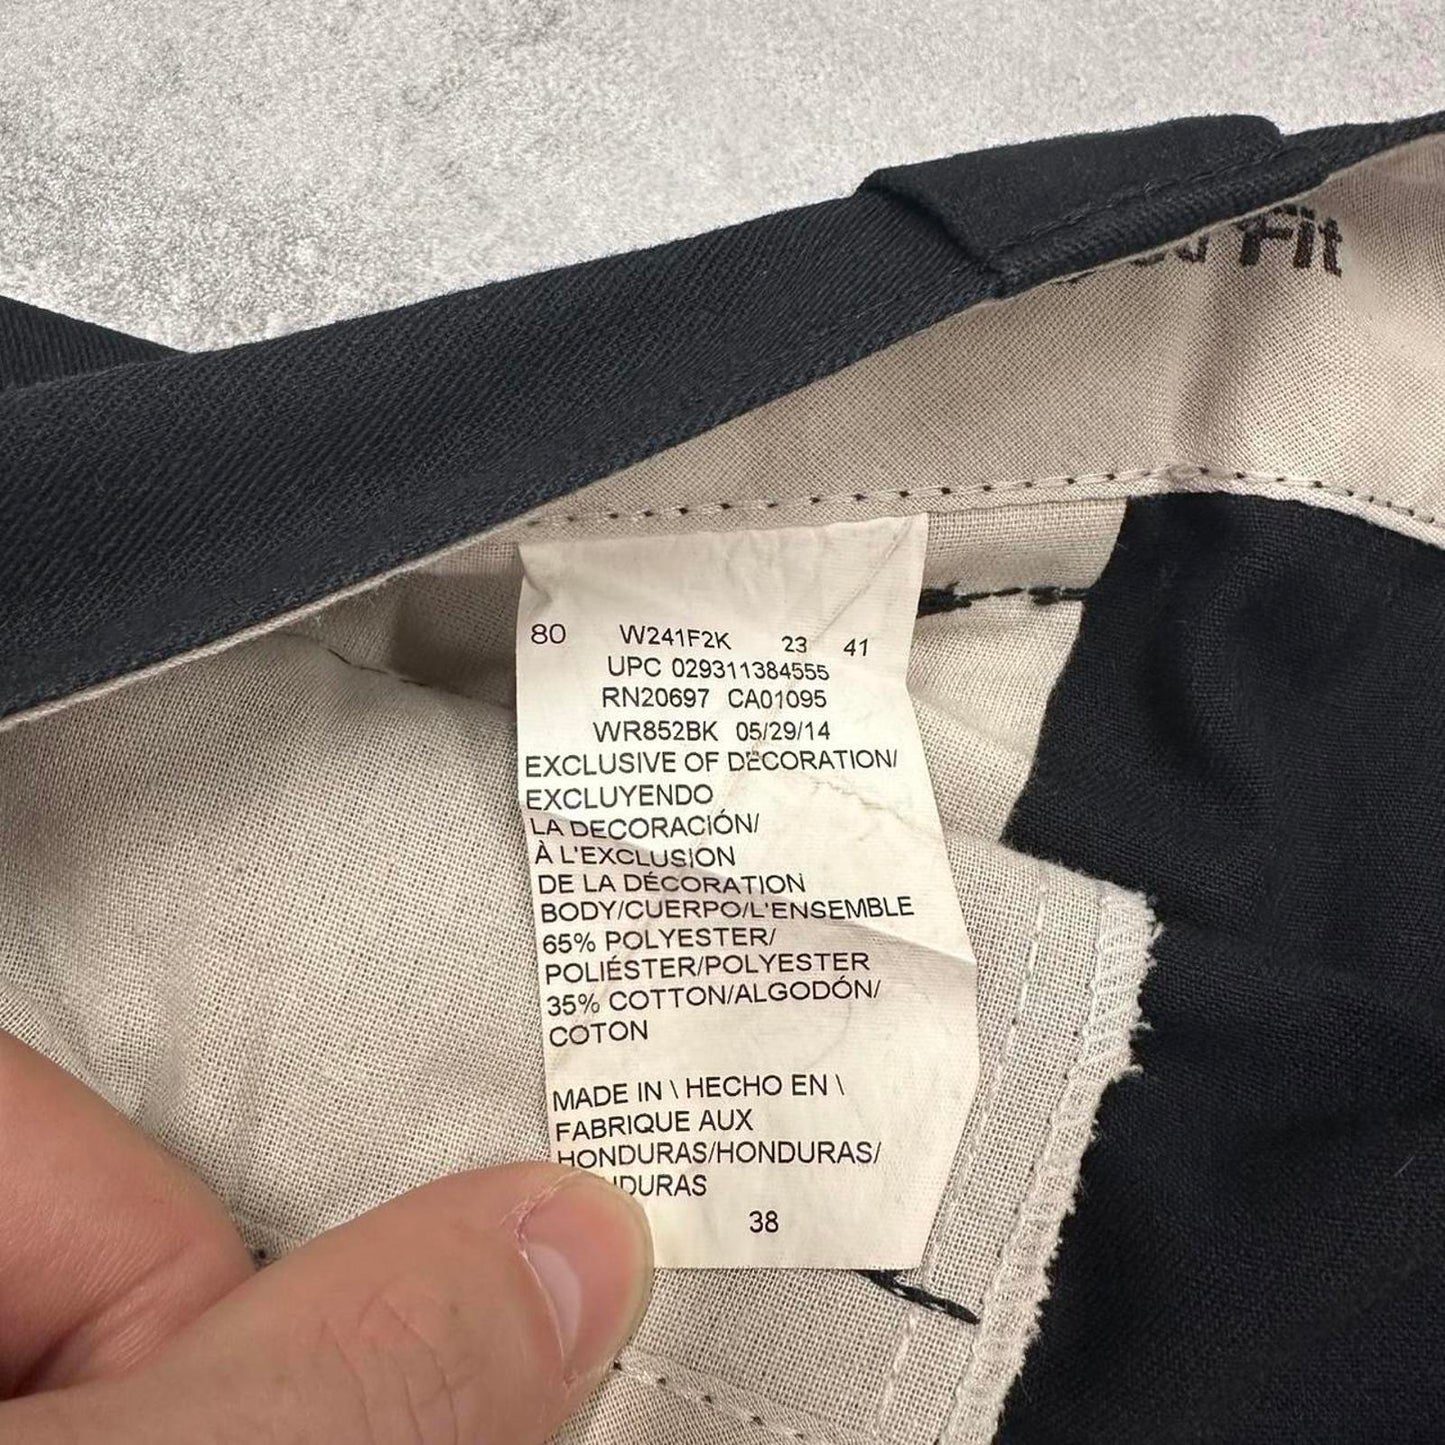 Fit
80 W241F2K 23 41
UPC 029311384555
RN20697 CA01095
WR852BK 05/29/14
EXCLUSIVE OF DECORATION/
EXCLUYENDO
LA DECORACIÓN/
À L'EXCLUSION
DE LA DÉCORATION
BODY/CUERPO/L'ENSEMBLE
65% POLYESTER/
POLIÉSTER/POLYESTER
35% COTTON/ALGODÓN/
COTON
MADE IN \ HECHO EN \
FABRIQUE AUX
HONDURAS/HONDURAS/
38